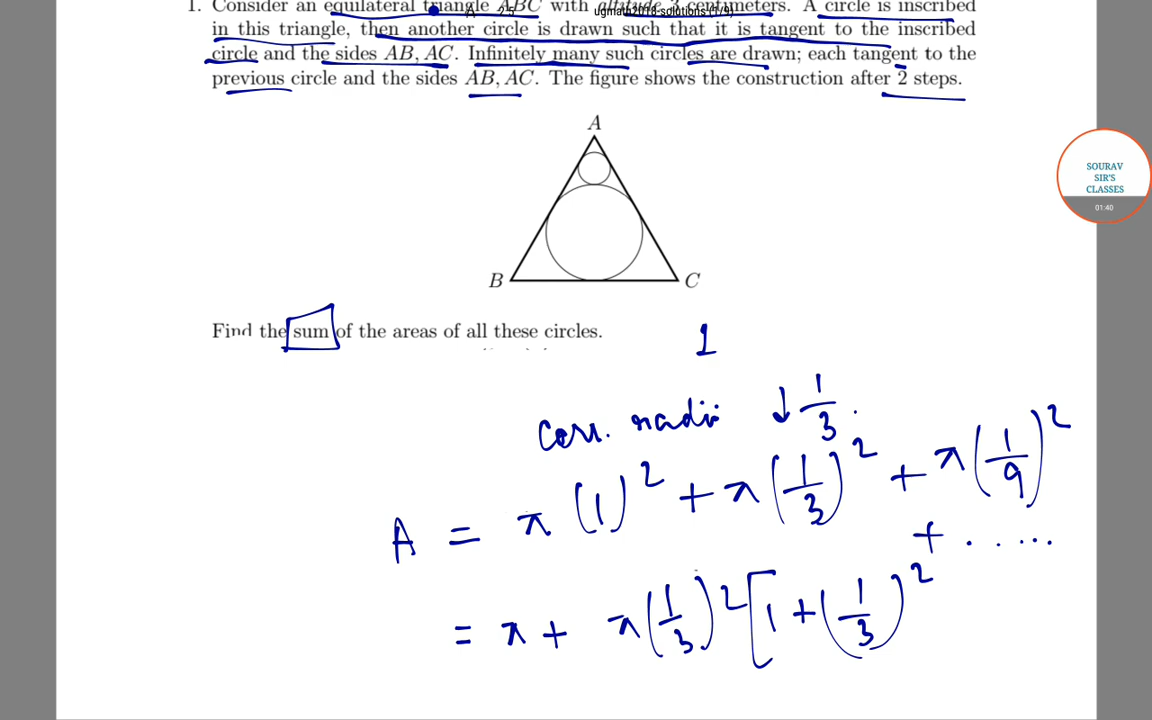 1. Consider an equilateral triangle ABC with altitude 3 centimeters. A circle is inscribed
in this triangle, then another circle is drawn such that it is tangent to the inscribed
circle and the sides AB, AC. Infinitely many such circles are drawn; each tangent to the
previous circle and the sides AB, AC. The figure shows the construction after 2 steps.
ugmath2018-solutions (1/9)
A
B
C
SOURAV
SIR'S
CLASSES
01:40
Find the sum of the areas of all these circles.
1
Corr. radii ↓ 1/3.
A = π (1)^2 + π (1/3)^2 + π (1/9)^2
+ .....
= π + π (1/3)^2 [1 + (1/3)^2